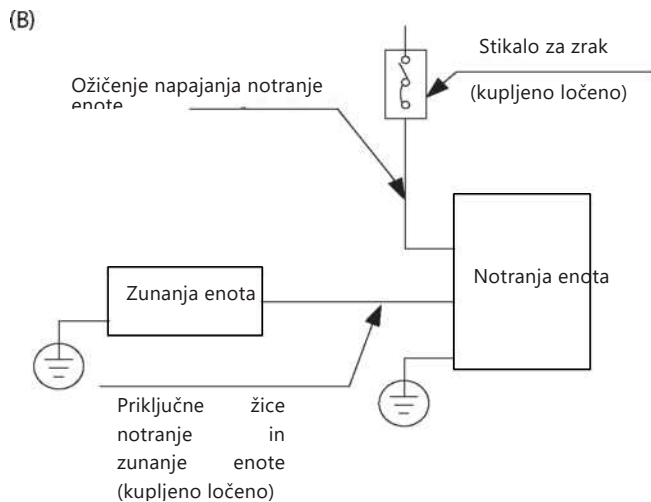 (B)
Stikalo za zrak
(kupljeno ločeno)
Ožičenje napajanja notranje
enote
Notranja enota
Zunanja enota
Priključne žice
notranje in
zunanje enote
(kupljeno ločeno)